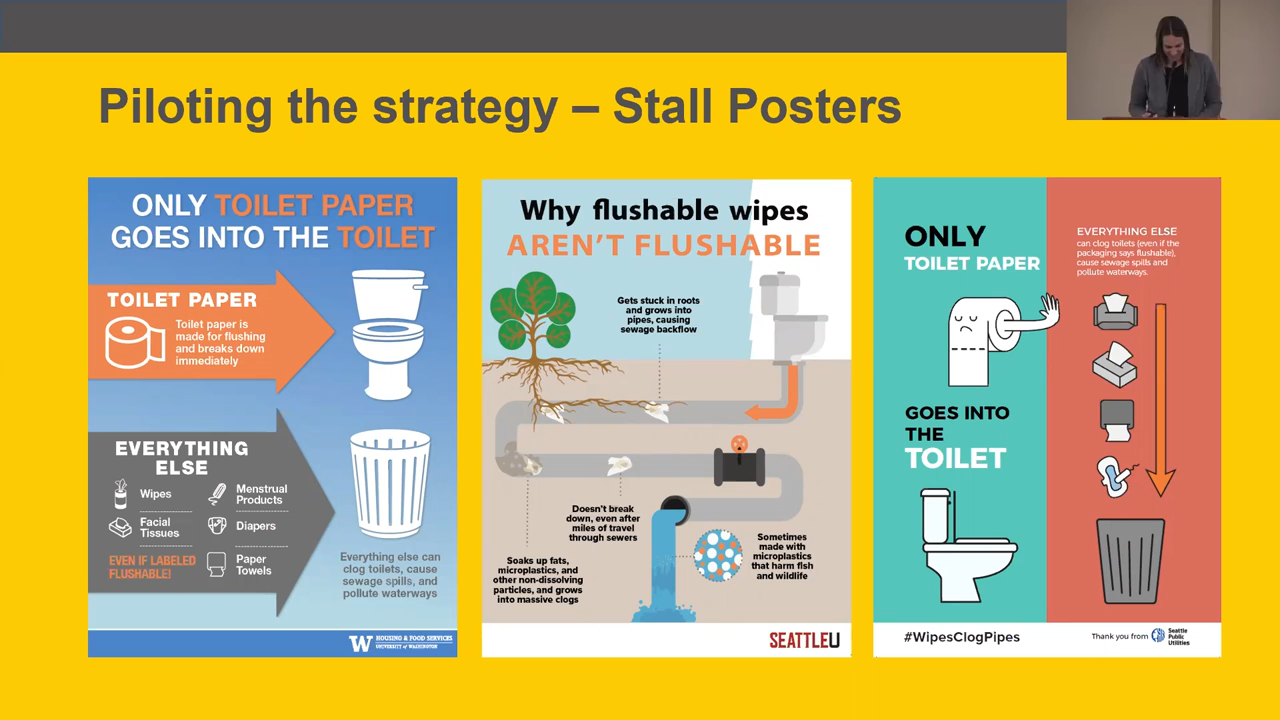 Piloting the strategy – Stall Posters
ONLY TOILET PAPER
GOES INTO THE TOILET
TOILET PAPER
Toilet paper is
made for flushing
and breaks down
immediately
EVERYTHING
ELSE
Wipes
Menstrual
Products
Facial
Tissues
Diapers
EVEN IF LABELED
FLUSHABLE!
Paper
Towels
Everything else can
clog toilets, cause
sewage spills, and
pollute waterways
W
HOUSING & FOOD SERVICES
UNIVERSITY of WASHINGTON
Why flushable wipes
AREN'T FLUSHABLE
Gets stuck in roots
and grows into
pipes, causing
sewage backflow
Doesn't break
down, even after
miles of travel
through sewers
Soaks up fats,
microplastics, and
other non-dissolving
particles, and grows
into massive clogs
Sometimes
made with
microplastics
that harm fish
and wildlife
SEATTLEU
ONLY
TOILET PAPER
GOES INTO
THE
TOILET
EVERYTHING ELSE
can clog toilets (even if the
packaging says flushable),
cause sewage spills and
pollute waterways.
#WipesClogPipes
Thank you from
Seattle
Public
Utilities